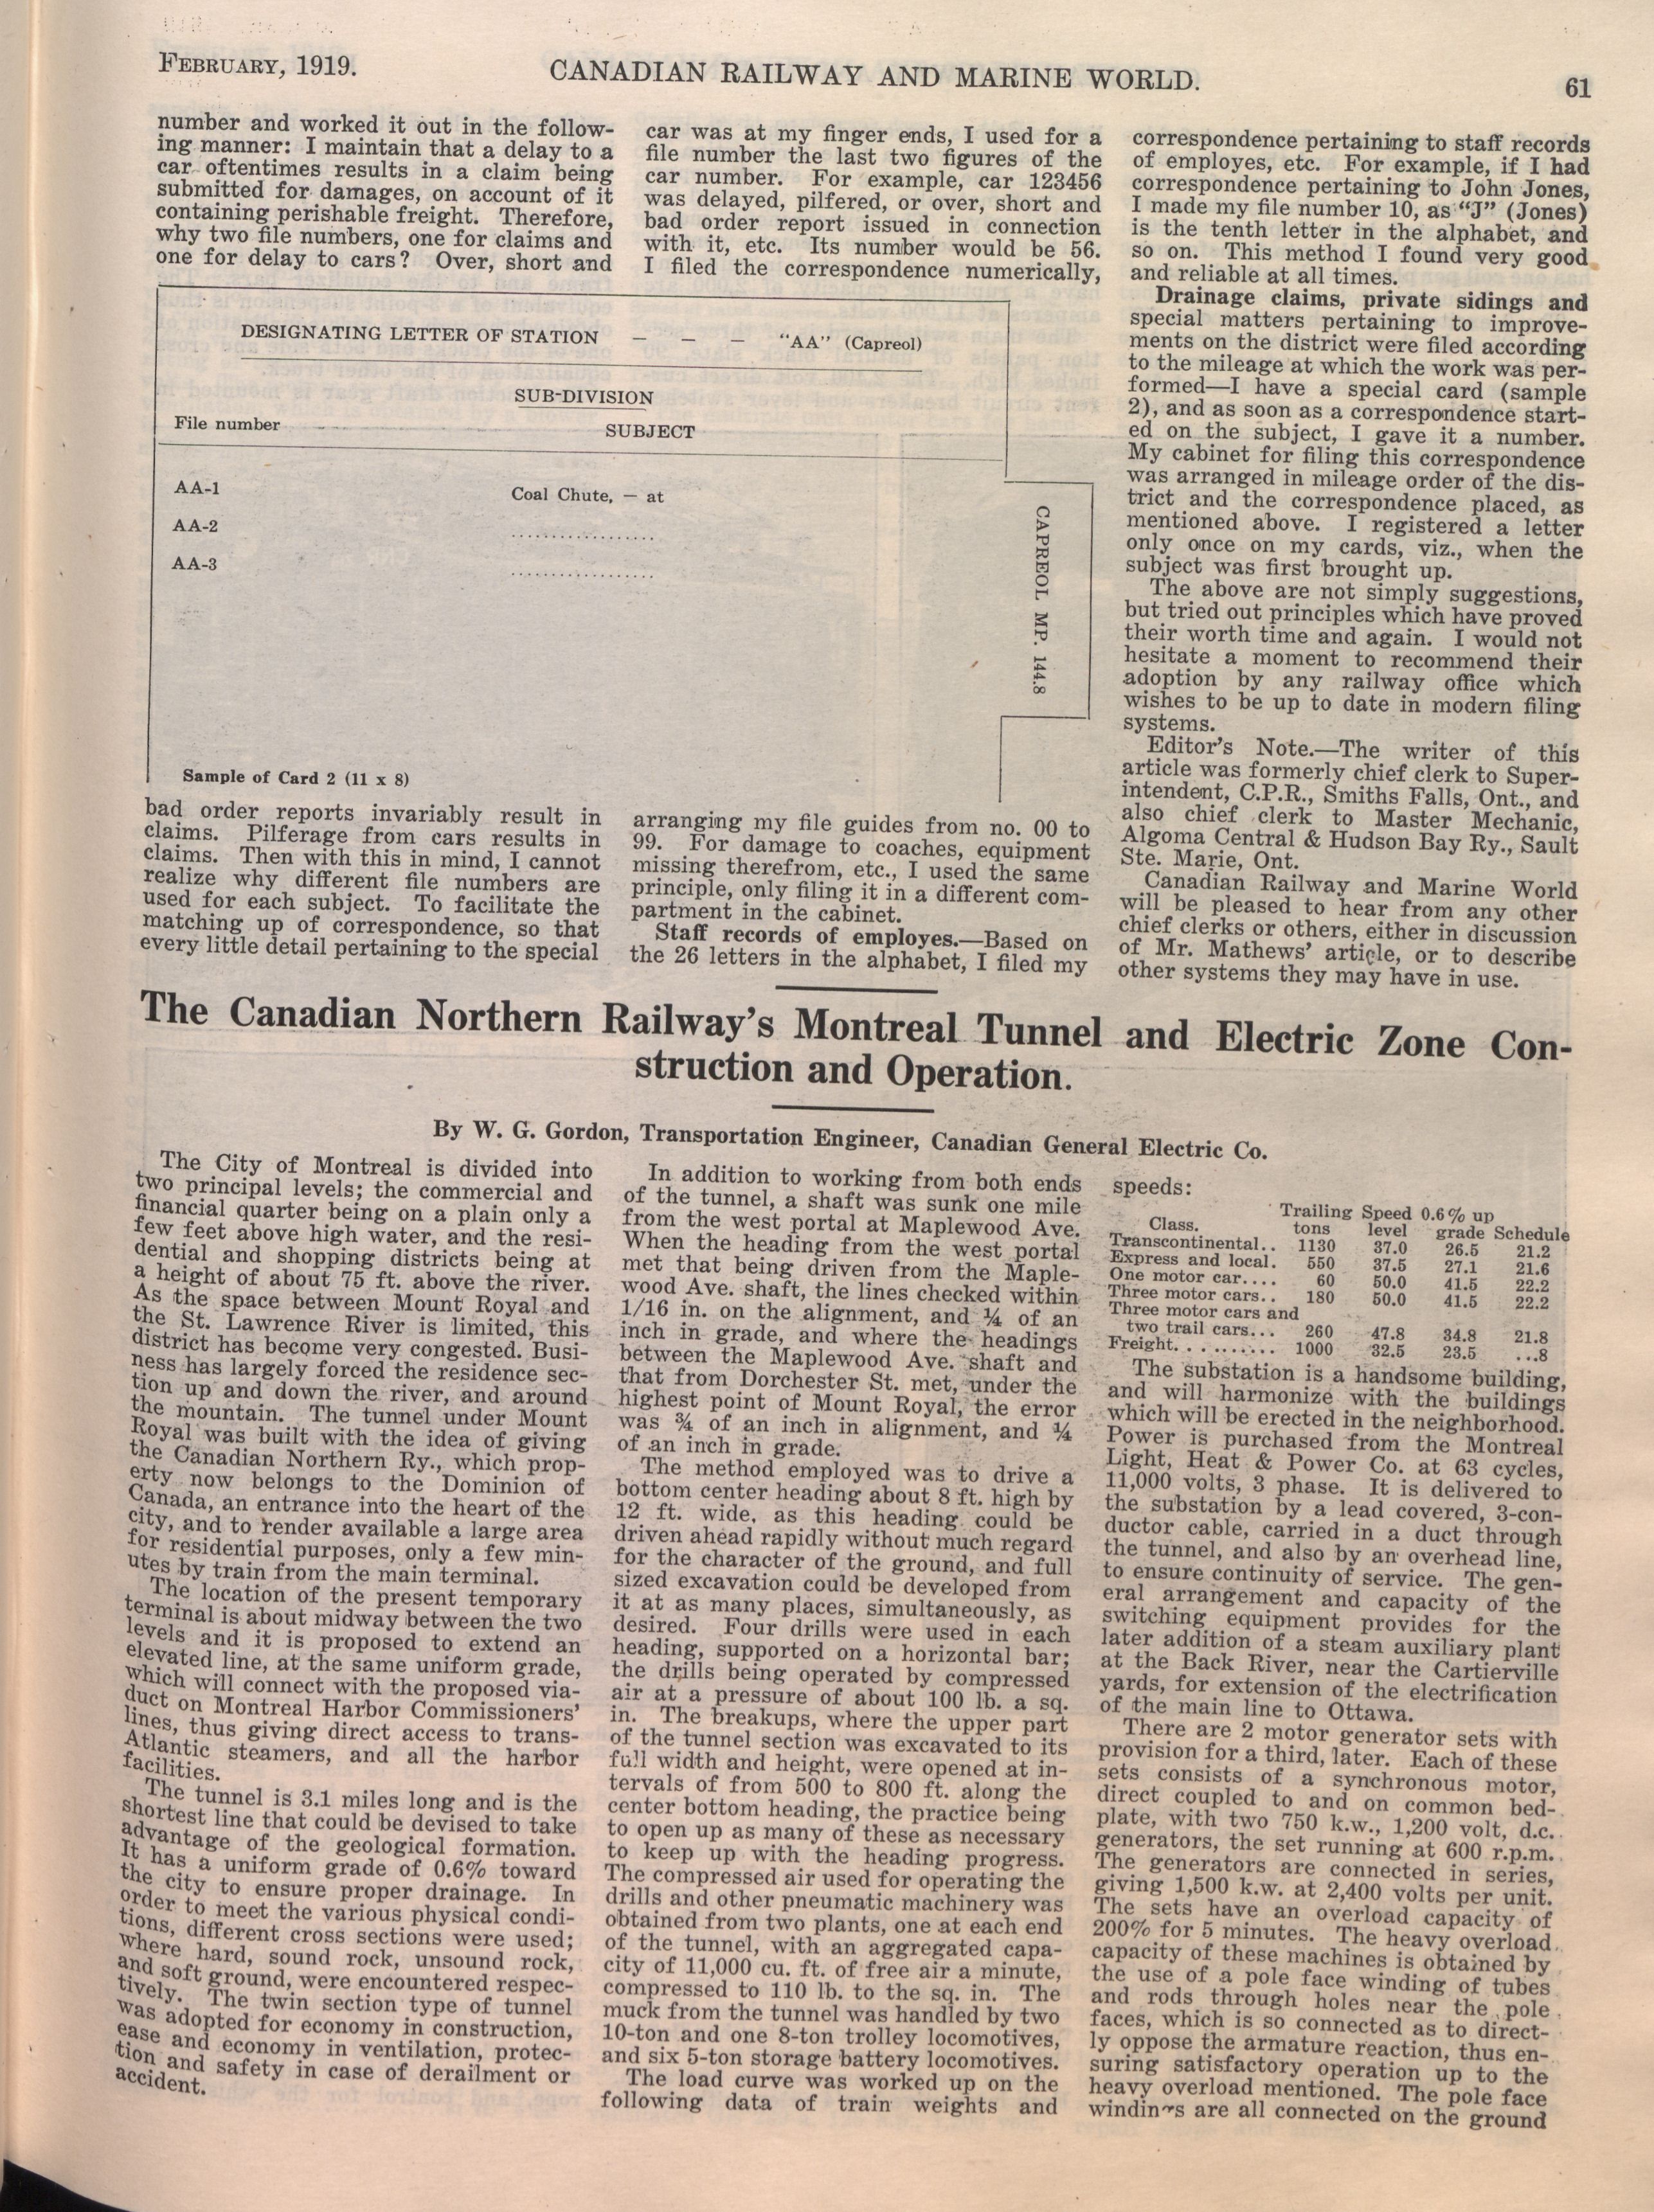 FEBRUARY, 1919.
CANADIAN RAILWAY AND MARINE WORLD.
61
number and worked it out in the follow-
ing manner: I maintain that a delay to a
car oftentimes results in a claim being
submitted for damages, on account of it
containing perishable freight. Therefore,
why two file numbers, one for claims and
one for delay to cars? Over, short and
car was at my finger ends, I used for a
file number the last two figures of the
car number. For example, car 123456
was delayed, pilfered, or over, short and
bad order report issued in connection
with it, etc. Its number would be 56.
I filed the correspondence numerically,
DESIGNATING LETTER OF STATION — — — "AA" (Capreol)
SUB-DIVISION
File number
SUBJECT
AA-1
Coal Chute, — at
AA-2
..................
AA-3
..................
CAPREOL MP. 144.8
Sample of Card 2 (11 x 8)
bad order reports invariably result in
claims. Pilferage from cars results in
claims. Then with this in mind, I cannot
realize why different file numbers are
used for each subject. To facilitate the
matching up of correspondence, so that
every little detail pertaining to the special
arranging my file guides from no. 00 to
99. For damage to coaches, equipment
missing therefrom, etc., I used the same
principle, only filing it in a different com-
partment in the cabinet.
Staff records of employes.—Based on
the 26 letters in the alphabet, I filed my
correspondence pertaining to staff records
of employes, etc. For example, if I had
correspondence pertaining to John Jones,
I made my file number 10, as "J" (Jones)
is the tenth letter in the alphabet, and
so on. This method I found very good
and reliable at all times.
Drainage claims, private sidings and
special matters pertaining to improve-
ments on the district were filed according
to the mileage at which the work was per-
formed—I have a special card (sample
2), and as soon as a correspondence start-
ed on the subject, I gave it a number.
My cabinet for filing this correspondence
was arranged in mileage order of the dis-
trict and the correspondence placed, as
mentioned above. I registered a letter
only once on my cards, viz., when the
subject was first brought up.
The above are not simply suggestions,
but tried out principles which have proved
their worth time and again. I would not
hesitate a moment to recommend their
adoption by any railway office which
wishes to be up to date in modern filing
systems.
Editor's Note.—The writer of this
article was formerly chief clerk to Super-
intendent, C.P.R., Smiths Falls, Ont., and
also chief clerk to Master Mechanic,
Algoma Central & Hudson Bay Ry., Sault
Ste. Marie, Ont.
Canadian Railway and Marine World
will be pleased to hear from any other
chief clerks or others, either in discussion
of Mr. Mathews' article, or to describe
other systems they may have in use.
The Canadian Northern Railway's Montreal Tunnel and Electric Zone Con-
struction and Operation.
By W. G. Gordon, Transportation Engineer, Canadian General Electric Co.
The City of Montreal is divided into
two principal levels; the commercial and
financial quarter being on a plain only a
few feet above high water, and the resi-
dential and shopping districts being at
a height of about 75 ft. above the river.
As the space between Mount Royal and
the St. Lawrence River is limited, this
district has become very congested. Busi-
ness has largely forced the residence sec-
tion up and down the river, and around
the mountain. The tunnel under Mount
Royal was built with the idea of giving
the Canadian Northern Ry., which prop-
erty now belongs to the Dominion of
Canada, an entrance into the heart of the
city, and to render available a large area
for residential purposes, only a few min-
utes by train from the main terminal.
The location of the present temporary
terminal is about midway between the two
levels and it is proposed to extend an
elevated line, at the same uniform grade,
which will connect with the proposed via-
duct on Montreal Harbor Commissioners'
lines, thus giving direct access to trans-
Atlantic steamers, and all the harbor
facilities.
The tunnel is 3.1 miles long and is the
shortest line that could be devised to take
advantage of the geological formation.
It has a uniform grade of 0.6% toward
the city to ensure proper drainage. In
order to meet the various physical condi-
tions, different cross sections were used;
where hard, sound rock, unsound rock,
and soft ground, were encountered respec-
tively. The twin section type of tunnel
was adopted for economy in construction,
ease and economy in ventilation, protec-
tion and safety in case of derailment or
accident.
In addition to working from both ends
of the tunnel, a shaft was sunk one mile
from the west portal at Maplewood Ave.
When the heading from the west portal
met that being driven from the Maple-
wood Ave. shaft, the lines checked within
1/16 in. on the alignment, and ¼ of an
inch in grade, and where the headings
between the Maplewood Ave. shaft and
that from Dorchester St. met, under the
highest point of Mount Royal, the error
was ¾ of an inch in alignment, and ¼
of an inch in grade.
The method employed was to drive a
bottom center heading about 8 ft. high by
12 ft. wide, as this heading could be
driven ahead rapidly without much regard
for the character of the ground, and full
sized excavation could be developed from
it at as many places, simultaneously, as
desired. Four drills were used in each
heading, supported on a horizontal bar;
the drills being operated by compressed
air at a pressure of about 100 lb. a sq.
in. The breakups, where the upper part
of the tunnel section was excavated to its
full width and height, were opened at in-
tervals of from 500 to 800 ft. along the
center bottom heading, the practice being
to open up as many of these as necessary
to keep up with the heading progress.
The compressed air used for operating the
drills and other pneumatic machinery was
obtained from two plants, one at each end
of the tunnel, with an aggregated capa-
city of 11,000 cu. ft. of free air a minute,
compressed to 110 lb. to the sq. in. The
muck from the tunnel was handled by two
10-ton and one 8-ton trolley locomotives,
and six 5-ton storage battery locomotives.
The load curve was worked up on the
following data of train weights and
speeds:
Trailing Speed 0.6% up
Class. tons level grade Schedule
Transcontinental.. 1130 37.0 26.5 21.2
Express and local. 550 37.5 27.1 21.6
One motor car.... 60 50.0 41.5 22.2
Three motor cars.. 180 50.0 41.5 22.2
Three motor cars and
two trail cars... 260 47.8 34.8 21.8
Freight.......... 1000 32.5 23.5 ...8
The substation is a handsome building,
and will harmonize with the buildings
which will be erected in the neighborhood.
Power is purchased from the Montreal
Light, Heat & Power Co. at 63 cycles,
11,000 volts, 3 phase. It is delivered to
the substation by a lead covered, 3-con-
ductor cable, carried in a duct through
the tunnel, and also by an overhead line,
to ensure continuity of service. The gen-
eral arrangement and capacity of the
switching equipment provides for the
later addition of a steam auxiliary plant
at the Back River, near the Cartierville
yards, for extension of the electrification
of the main line to Ottawa.
There are 2 motor generator sets with
provision for a third, later. Each of these
sets consists of a synchronous motor,
direct coupled to and on common bed-
plate, with two 750 k.w., 1,200 volt, d.c.
generators, the set running at 600 r.p.m.
The generators are connected in series,
giving 1,500 k.w. at 2,400 volts per unit.
The sets have an overload capacity of
200% for 5 minutes. The heavy overload
capacity of these machines is obtained by
the use of a pole face winding of tubes
and rods through holes near the pole
faces, which is so connected as to direct-
ly oppose the armature reaction, thus en-
suring satisfactory operation up to the
heavy overload mentioned. The pole face
windings are all connected on the ground